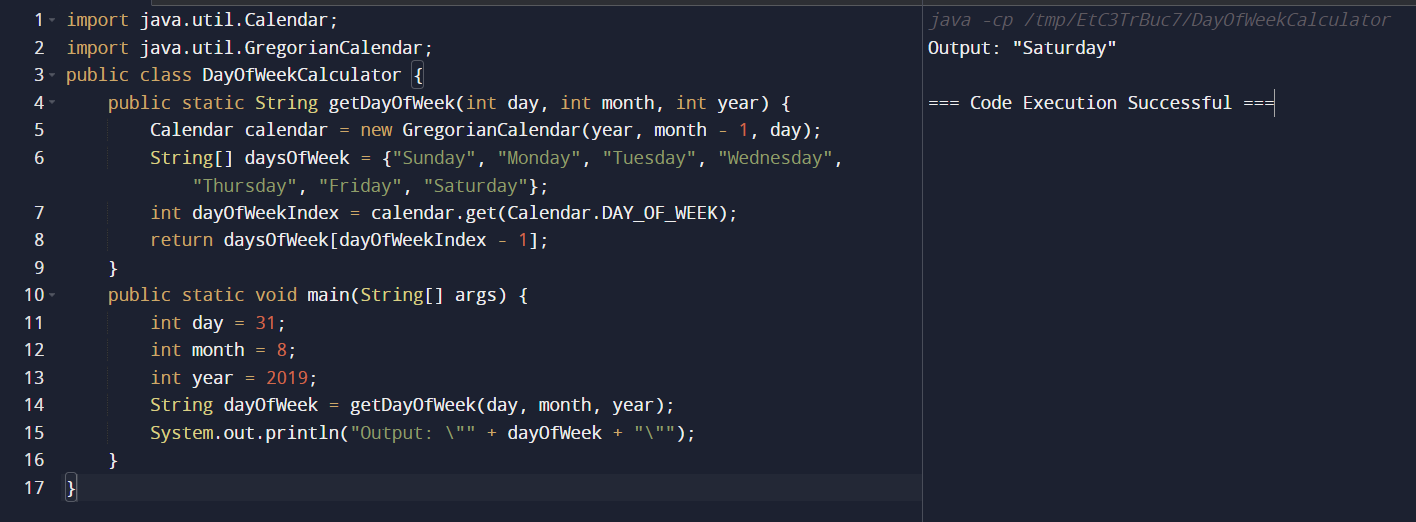 1 import java.util.Calendar;
2 import java.util.GregorianCalendar;
3 public class DayOfWeekCalculator {
4     public static String getDayOfWeek(int day, int month, int year) {
5         Calendar calendar = new GregorianCalendar(year, month - 1, day);
6         String[] daysOfWeek = {"Sunday", "Monday", "Tuesday", "Wednesday",
            "Thursday", "Friday", "Saturday"};
7         int dayOfWeekIndex = calendar.get(Calendar.DAY_OF_WEEK);
8         return daysOfWeek[dayOfWeekIndex - 1];
9     }
10     public static void main(String[] args) {
11         int day = 31;
12         int month = 8;
13         int year = 2019;
14         String dayOfWeek = getDayOfWeek(day, month, year);
15         System.out.println("Output: \"" + dayOfWeek + "\"");
16     }
17 }
java -cp /tmp/EtC3TrBuc7/DayOfWeekCalculator
Output: "Saturday"
=== Code Execution Successful ===